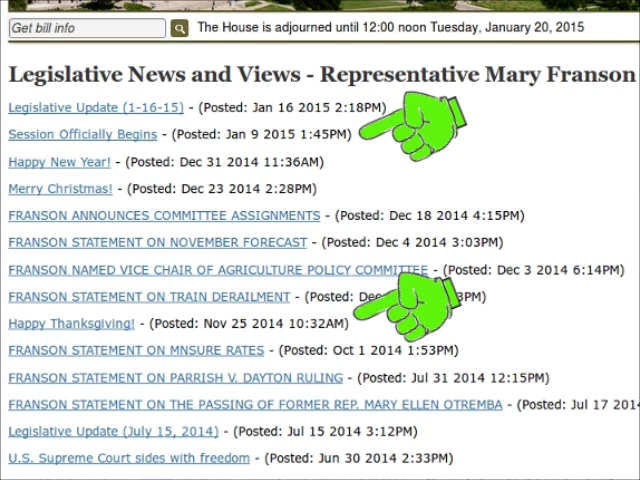 Get bill info The House is adjourned until 12:00 noon Tuesday, January 20, 2015
Legislative News and Views - Representative Mary Franson
Legislative Update (1-16-15) - (Posted: Jan 16 2015 2:18PM)
Session Officially Begins - (Posted: Jan 9 2015 1:45PM)
Happy New Year! - (Posted: Dec 31 2014 11:36AM)
Merry Christmas! - (Posted: Dec 23 2014 2:28PM)
FRANSON ANNOUNCES COMMITTEE ASSIGNMENTS - (Posted: Dec 18 2014 4:15PM)
FRANSON STATEMENT ON NOVEMBER FORECAST - (Posted: Dec 4 2014 3:03PM)
FRANSON NAMED VICE CHAIR OF AGRICULTURE POLICY COMMITTEE - (Posted: Dec 3 2014 6:14PM)
FRANSON STATEMENT ON TRAIN DERAILMENT - (Posted:
Happy Thanksgiving! - (Posted: Nov 25 2014 10:32AM)
FRANSON STATEMENT ON MNSURE RATES - (Posted: Oct 1 2014 1:53PM)
FRANSON STATEMENT ON PARRISH V. DAYTON RULING - (Posted: Jul 31 2014 12:15PM)
FRANSON STATEMENT ON THE PASSING OF FORMER REP. MARY ELLEN OTREMBA - (Posted: Jul 17 201
Legislative Update (July 15, 2014) - (Posted: Jul 15 2014 3:12PM)
U.S. Supreme Court sides with freedom - (Posted: Jun 30 2014 2:33PM)